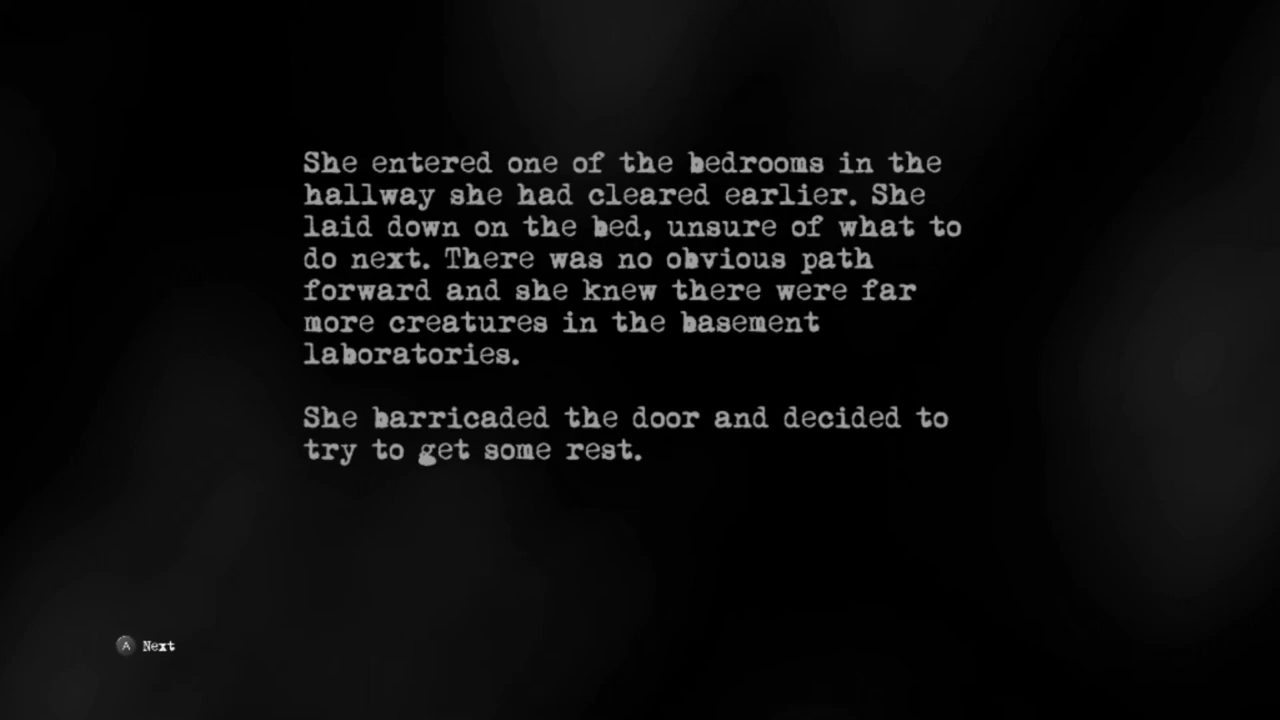 She entered one of the bedrooms in the
hallway she had cleared earlier. She
laid down on the bed, unsure of what to
do next. There was no obvious path
forward and she knew there were far
more creatures in the basement
laboratories.
She barricaded the door and decided to
try to get some rest.
A Next